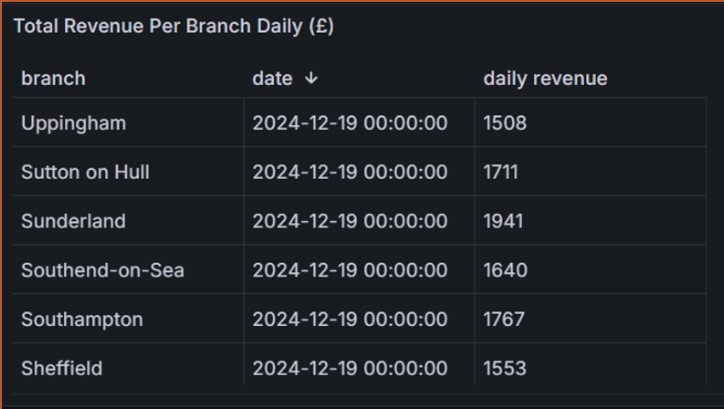 Total Revenue Per Branch Daily (£)
branch date ↓ daily revenue
Uppingham 2024-12-19 00:00:00 1508
Sutton on Hull 2024-12-19 00:00:00 1711
Sunderland 2024-12-19 00:00:00 1941
Southend-on-Sea 2024-12-19 00:00:00 1640
Southampton 2024-12-19 00:00:00 1767
Sheffield 2024-12-19 00:00:00 1553